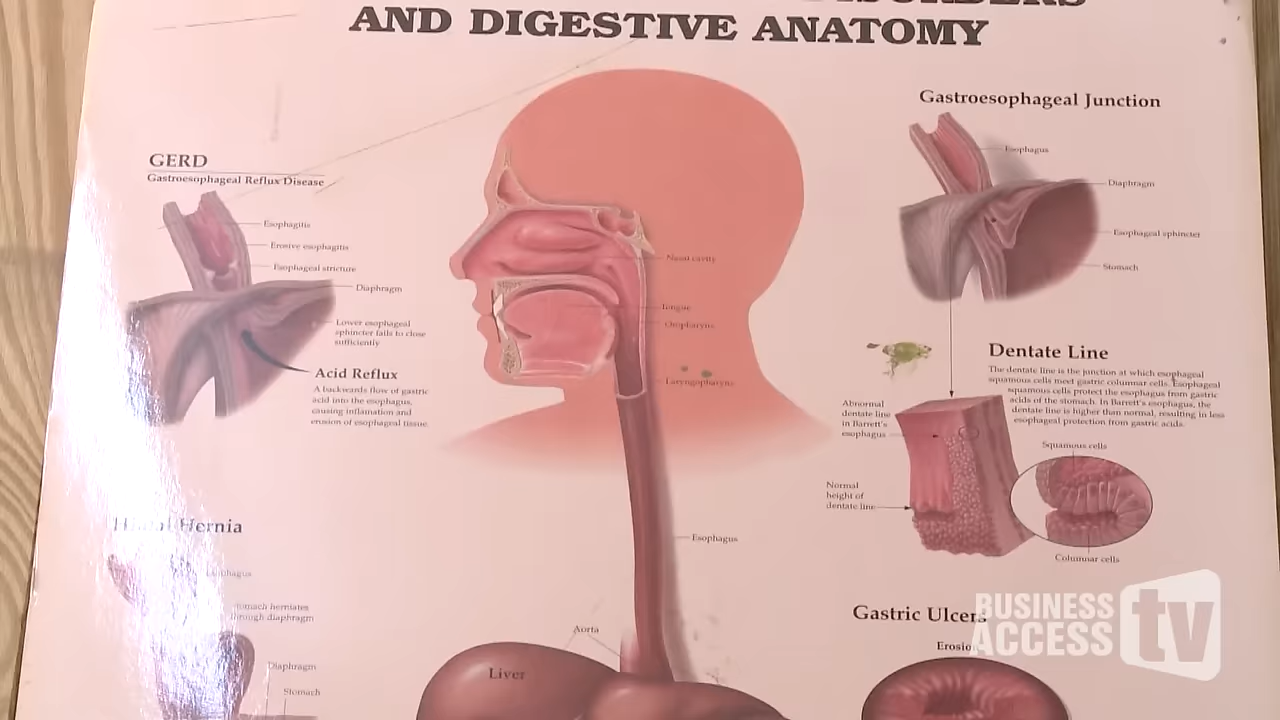 AND DIGESTIVE ANATOMY
GERD
Gastroesophageal Reflux Disease
Esophagitis
Erosive esophagitis
Esophageal stricture
Diaphragm
Lower esophageal
sphincter fails to close
sufficiently
Acid Reflux
A backwards flow of gastric
acid into the esophagus,
causing inflamation and
erosion of esophageal tissue.
Hiatal Hernia
Esophagus
Stomach herniates
through diaphragm
Diaphragm
Stomach
Nasal cavity
Tongue
Oropharynx
Laryngopharynx
Esophagus
Aorta
Liver
Gastroesophageal Junction
Esophagus
Diaphragm
Esophageal sphincter
Stomach
Dentate Line
The dentate line is the junction at which esophageal
squamous cells meet gastric columnar cells. Esophageal
squamous cells protect the esophagus from gastric
acids of the stomach. In Barrett's esophagus, the
dentate line is higher than normal, resulting in less
esophageal protection from gastric acids.
Abnormal
dentate line
in Barrett's
esophagus
Normal
height of
dentate line
Squamous cells
Columnar cells
Gastric Ulcers
Erosio
BUSINESS
ACCESS
tv